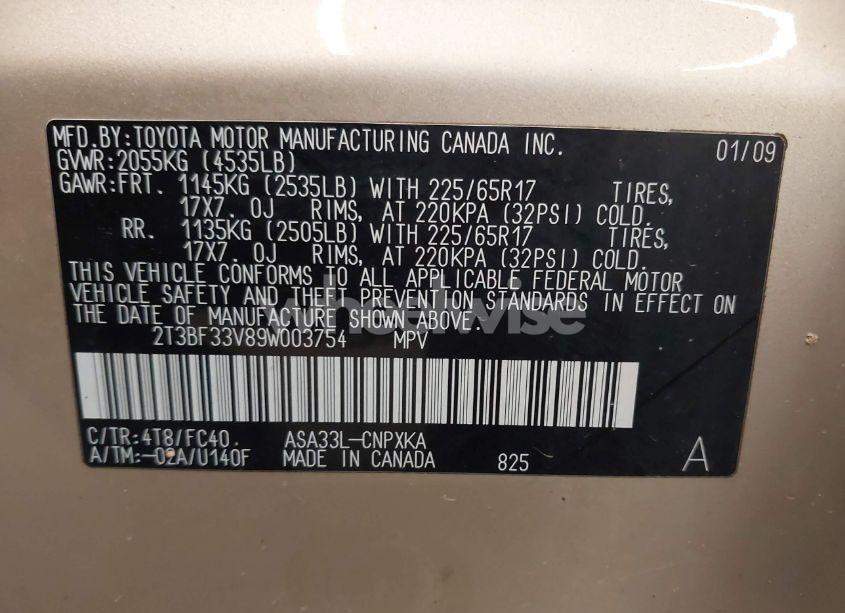 MFD.BY:TOYOTA MOTOR MANUFACTURING CANADA INC. 01/09
GVWR:2055KG (4535LB)
GAWR:FRT. 1145KG (2535LB) WITH 225/65R17 TIRES,
17X7.0J RIMS, AT 220KPA (32PSI) COLD.
RR. 1135KG (2505LB) WITH 225/65R17 TIRES,
17X7.0J RIMS, AT 220KPA (32PSI) COLD.
THIS VEHICLE CONFORMS TO ALL APPLICABLE FEDERAL MOTOR
VEHICLE SAFETY AND THEFT PREVENTION STANDARDS IN EFFECT ON
THE DATE OF MANUFACTURE SHOWN ABOVE.
wheelwise
2T3BF33V89W003754 MPV
C/TR:4T8/FC40 ASA33L-CNPXKA
A/TM:-02A/U140F MADE IN CANADA 825 A